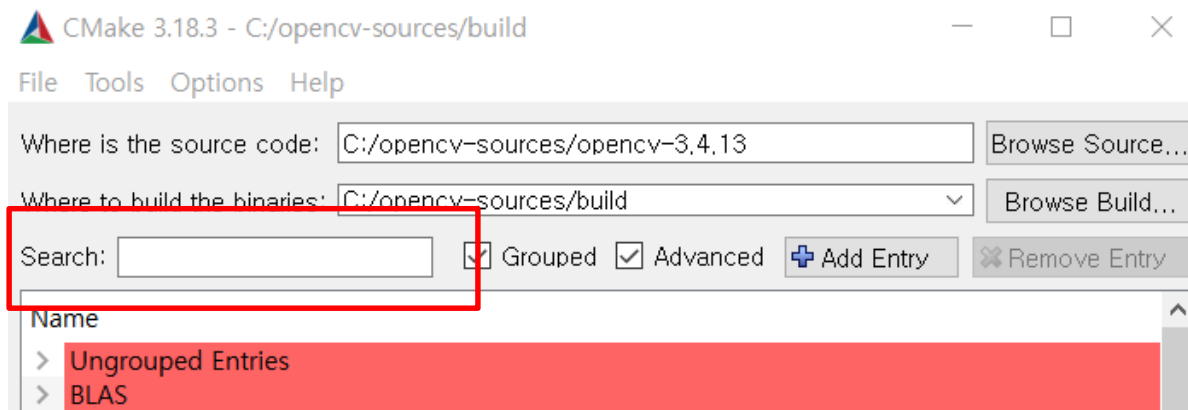 CMake 3.18.3 - C:/opencv-sources/build
File Tools Options Help
Where is the source code: C:/opencv-sources/opencv-3.4.13 Browse Source...
Where to build the binaries: C:/opencv-sources/build Browse Build...
Search: Grouped Advanced Add Entry Remove Entry
Name
Ungrouped Entries
BLAS